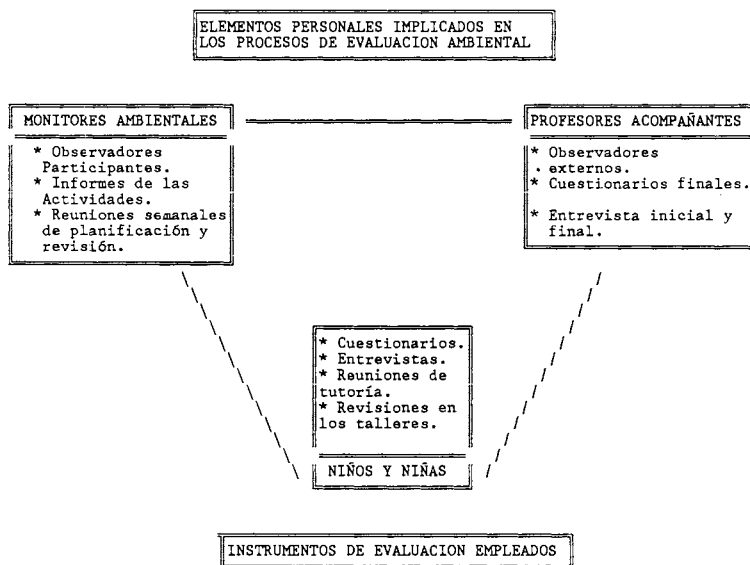 ELEMENTOS PERSONALES IMPLICADOS EN
LOS PROCESOS DE EVALUACION AMBIENTAL
MONITORES AMBIENTALES
* Observadores
Participantes.
* Informes de las
Actividades.
* Reuniones semanales
de planificación y
revisión.
PROFESORES ACOMPAÑANTES
* Observadores
externos.
* Cuestionarios finales.
* Entrevista inicial y
final.
* Cuestionarios.
* Entrevistas.
* Reuniones de
tutoría.
* Revisiones en
los talleres.
NIÑOS Y NIÑAS
INSTRUMENTOS DE EVALUACION EMPLEADOS